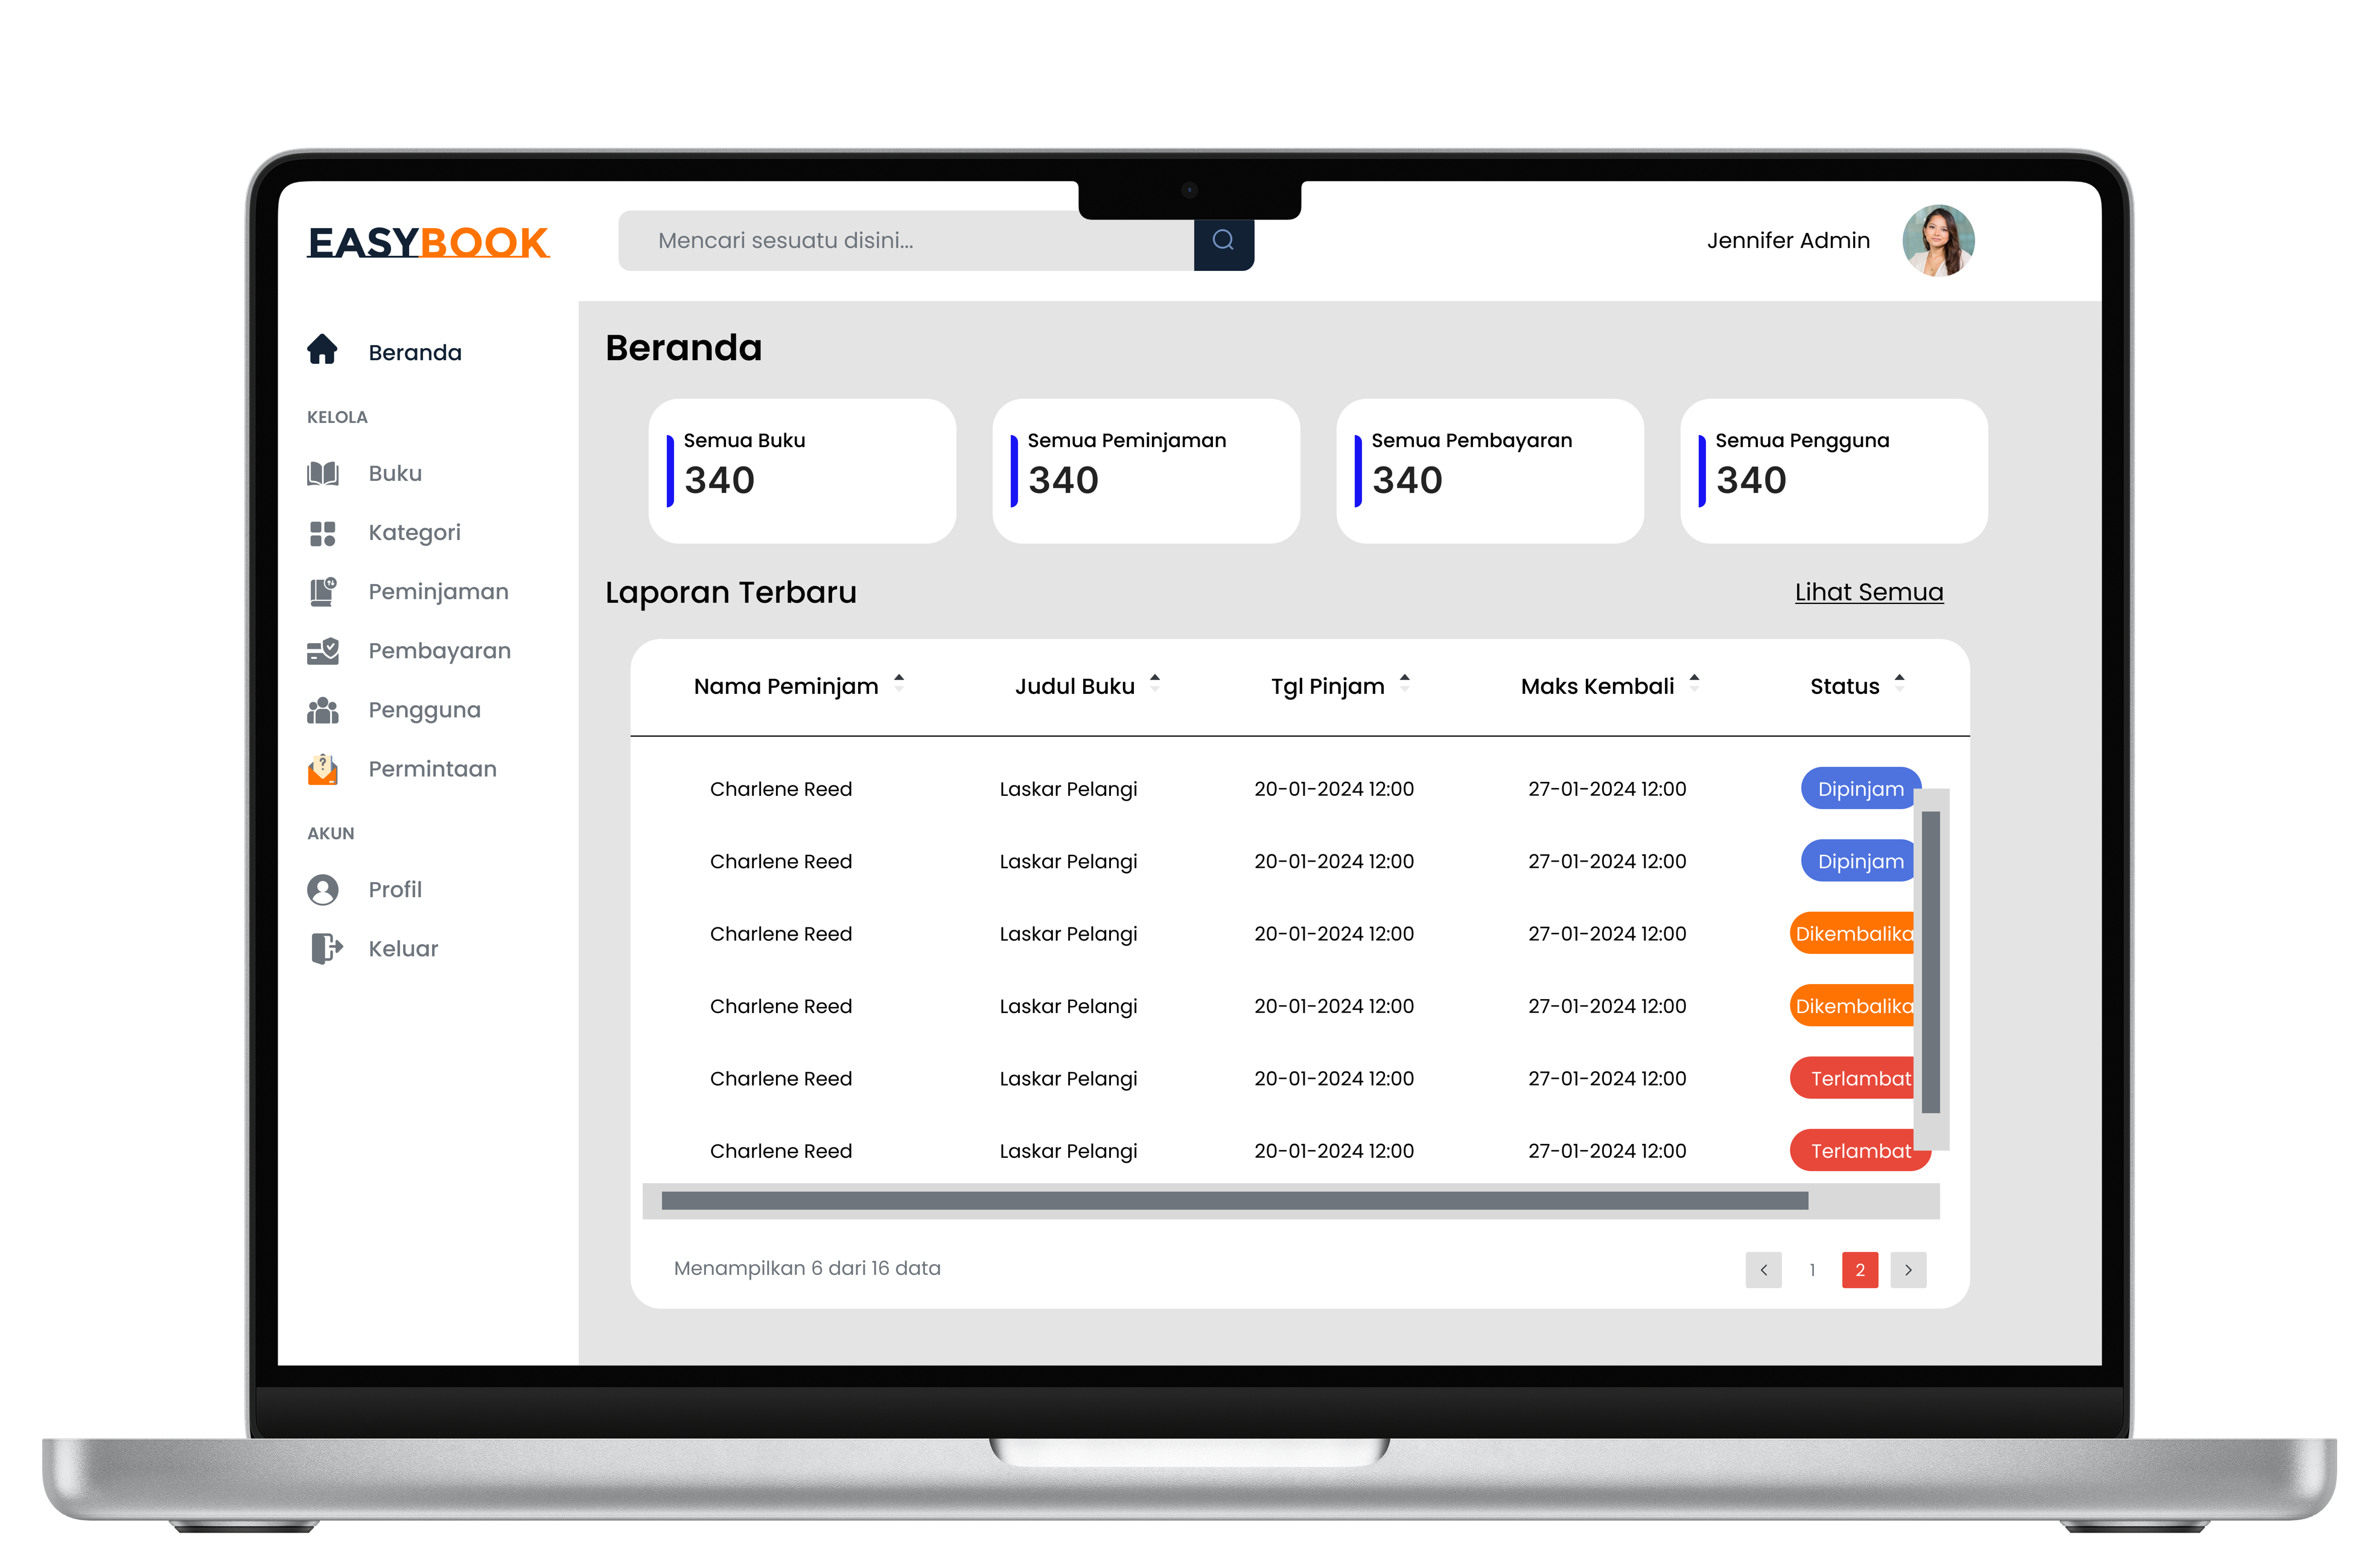 EASYBOOK
Mencari sesuatu disini...
Jennifer Admin
Beranda
KELOLA
Buku
Kategori
Peminjaman
Pembayaran
Pengguna
Permintaan
AKUN
Profil
Keluar
Beranda
Semua Buku
340
Semua Peminjaman
340
Semua Pembayaran
340
Semua Pengguna
340
Laporan Terbaru
Lihat Semua
Nama Peminjam Judul Buku Tgl Pinjam Maks Kembali Status
Charlene Reed Laskar Pelangi 20-01-2024 12:00 27-01-2024 12:00 Dipinjam
Charlene Reed Laskar Pelangi 20-01-2024 12:00 27-01-2024 12:00 Dipinjam
Charlene Reed Laskar Pelangi 20-01-2024 12:00 27-01-2024 12:00 Dikembalika
Charlene Reed Laskar Pelangi 20-01-2024 12:00 27-01-2024 12:00 Dikembalika
Charlene Reed Laskar Pelangi 20-01-2024 12:00 27-01-2024 12:00 Terlambat
Charlene Reed Laskar Pelangi 20-01-2024 12:00 27-01-2024 12:00 Terlambat
Menampilkan 6 dari 16 data
< 1 2 >